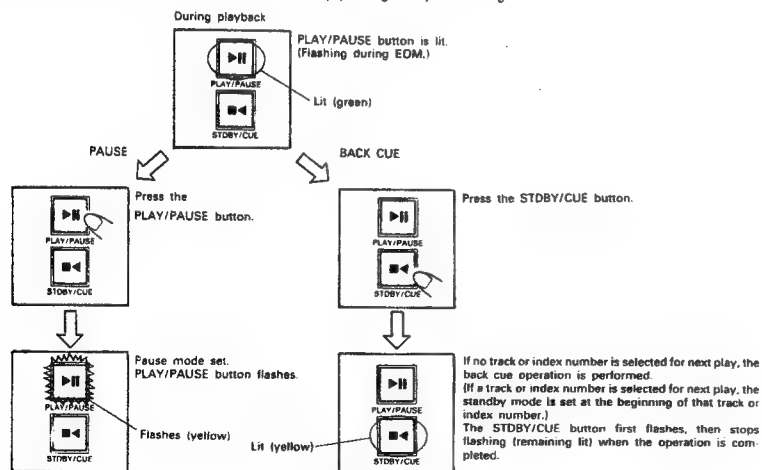 During playback
PLAY/PAUSE button is lit.
(Flashing during EOM.)
PLAY/PAUSE
Lit (green)
STDBY/CUE
PAUSE
BACK CUE
Press the
PLAY/PAUSE button.
PLAY/PAUSE
STDBY/CUE
Press the STDBY/CUE button.
PLAY/PAUSE
STDBY/CUE
Pause mode set.
PLAY/PAUSE button flashes.
PLAY/PAUSE
Flashes (yellow)
STDBY/CUE
PLAY/PAUSE
Lit (yellow)
STDBY/CUE
If no track or index number is selected for next play, the
back cue operation is performed.
(If a track or index number is selected for next play, the
standby mode is set at the beginning of that track or
index number.)
The STDBY/CUE button first flashes, then stops
flashing (remaining lit) when the operation is com-
pleted.